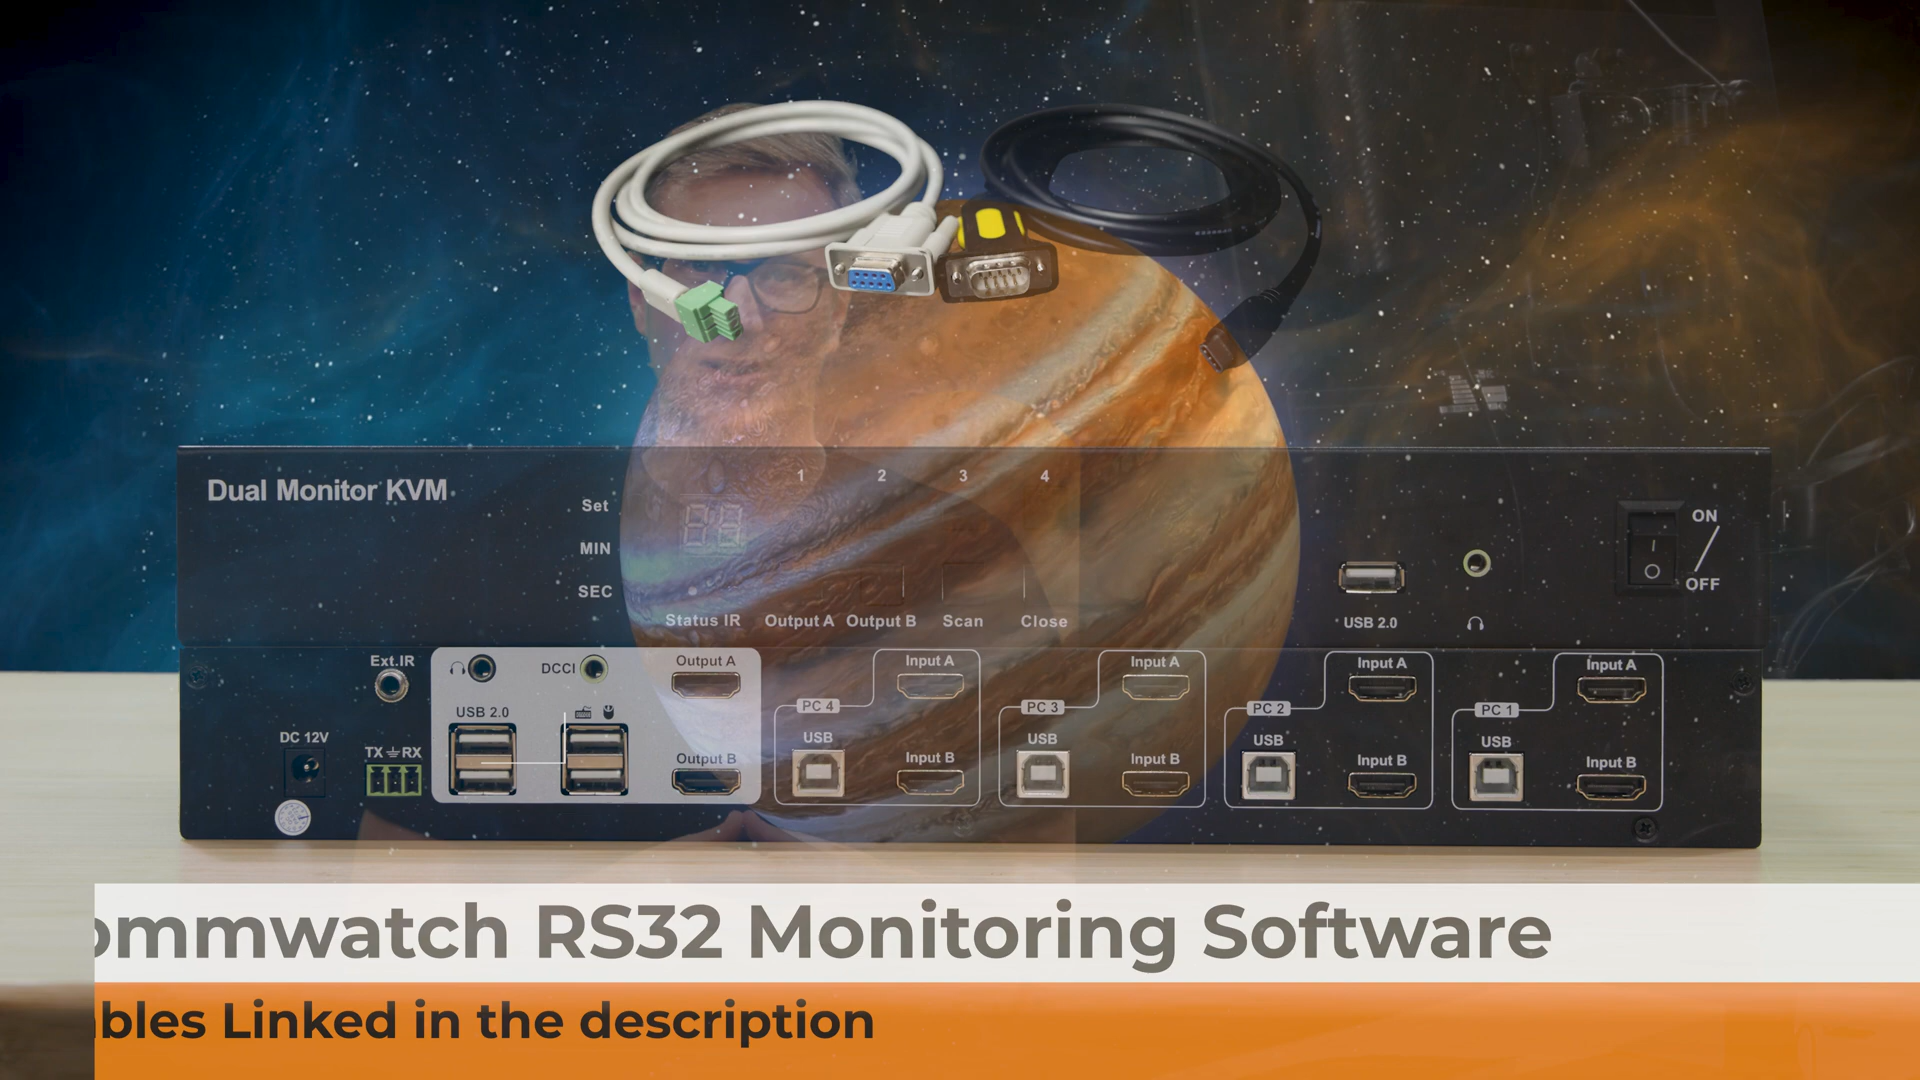 Dual Monitor KVM
1 2 3 4
Set
MIN
SEC
88
Status IR Output A Output B Scan Close
USB 2.0
ON
OFF
Ext.IR
DC 12V
TX RX
DCCI
USB 2.0
Output A
Output B
PC 4
USB
Input A
Input B
PC 3
USB
Input A
Input B
PC 2
USB
Input A
Input B
PC 1
USB
Input A
Input B
ommwatch RS32 Monitoring Software
bles Linked in the description